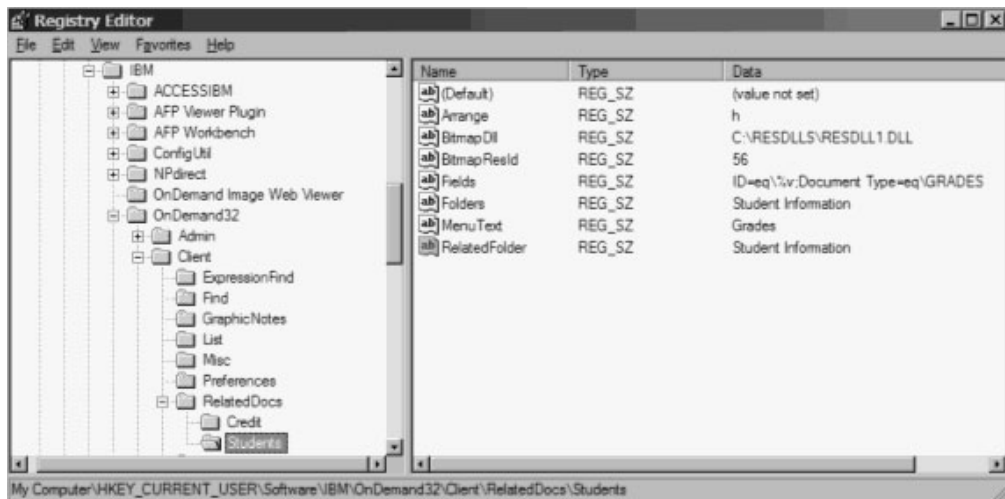 Registry Editor
File Edit View Favorites Help
IBM
ACCESSIBM
AFP Viewer Plugin
AFP Workbench
ConfigUtil
NPdirect
OnDemand Image Web Viewer
OnDemand32
Admin
Client
ExpressionFind
Find
GraphicNotes
List
Misc
Preferences
RelatedDocs
Credit
Students
Name Type Data
(Default) REG_SZ (value not set)
Arrange REG_SZ h
BitmapDll REG_SZ C:\RESDLLS\RESDLL1.DLL
BitmapResId REG_SZ 56
Fields REG_SZ ID=eq\%v;Document Type=eq\GRADES
Folders REG_SZ Student Information
MenuText REG_SZ Grades
RelatedFolder REG_SZ Student Information
My Computer\HKEY_CURRENT_USER\Software\IBM\OnDemand32\Client\RelatedDocs\Students